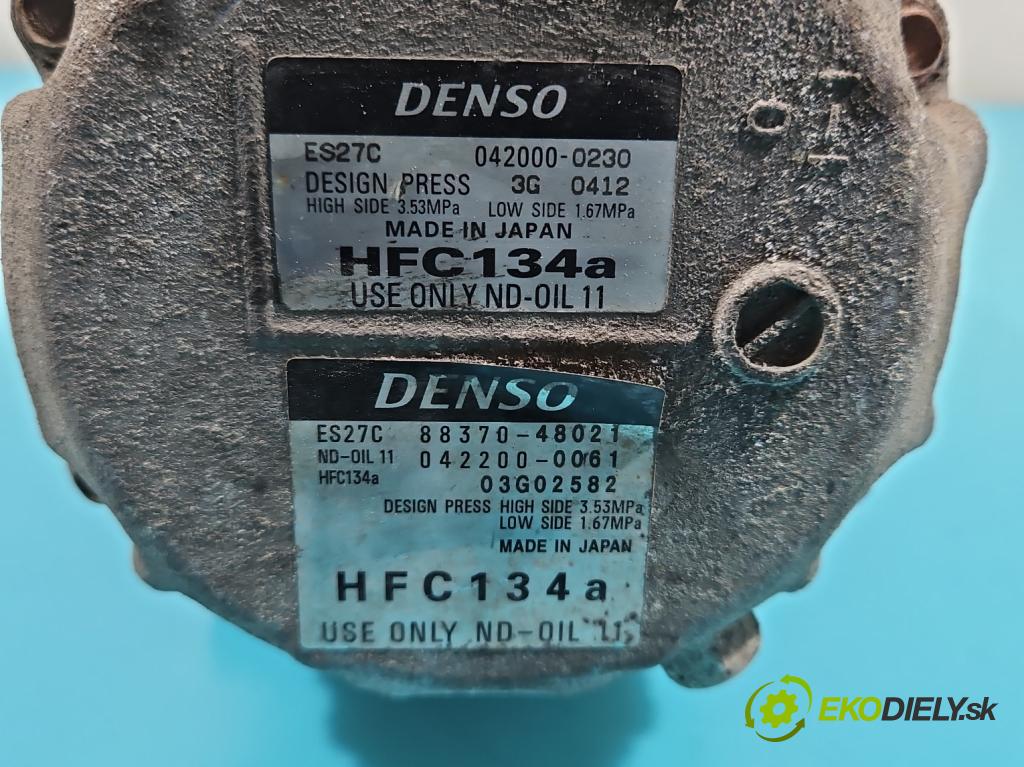 DENSO
ES27C 042000-0230
DESIGN PRESS 3G 0412
HIGH SIDE 3.53MPa LOW SIDE 1.67MPa
MADE IN JAPAN
HFC134a
USE ONLY ND-OIL 11
DENSO
ES27C 88370-48021
ND-OIL 11 042200-0061
HFC134a 03G02582
DESIGN PRESS HIGH SIDE 3.53MPa
LOW SIDE 1.67MPa
MADE IN JAPAN
HFC134a
USE ONLY ND-OIL 11
EKODIELY.sk